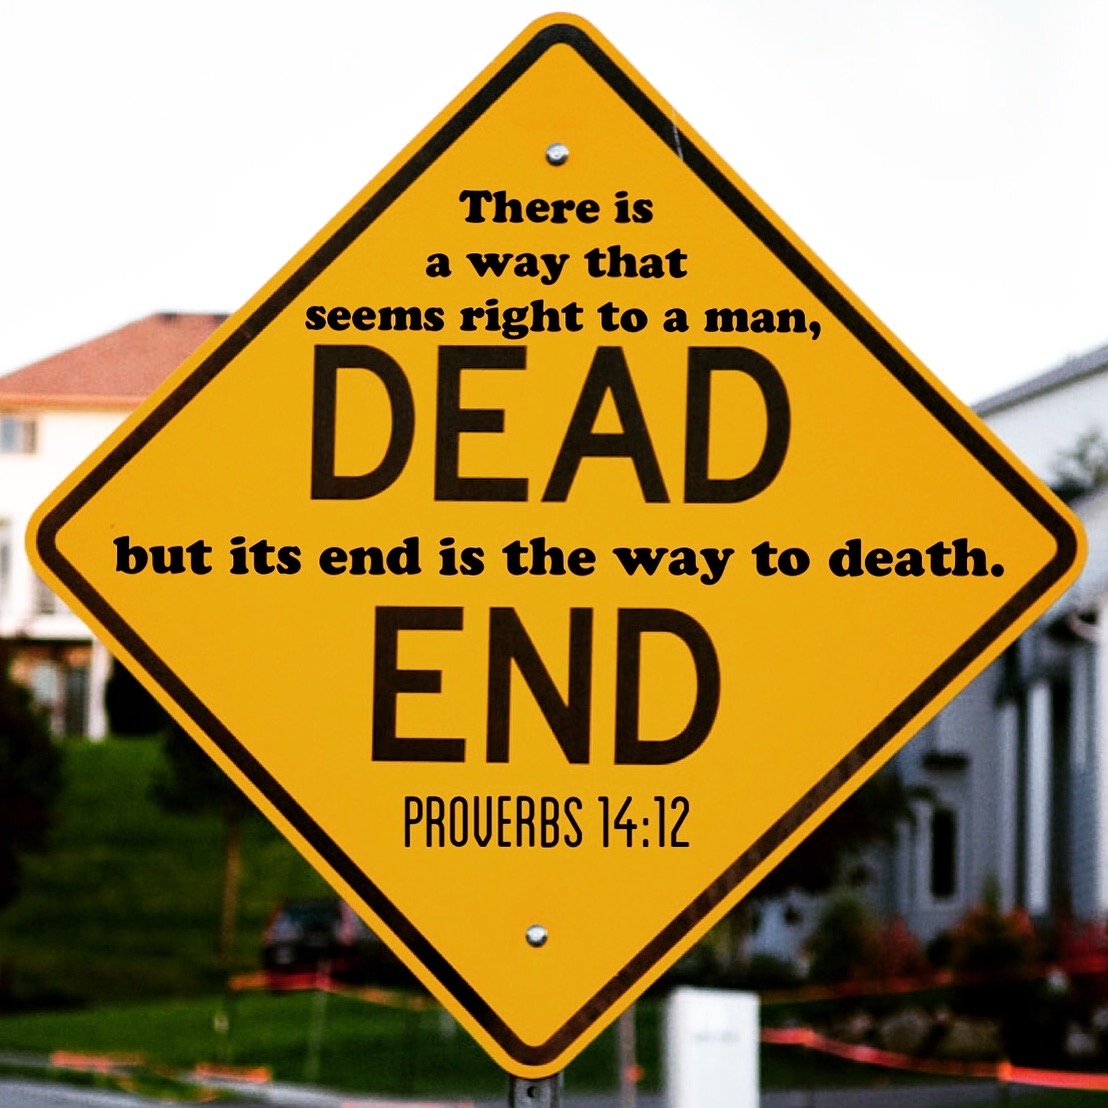 There is
a way that
seems right to a man,
DEAD
but its end is the way to death.
END
PROVERBS 14:12